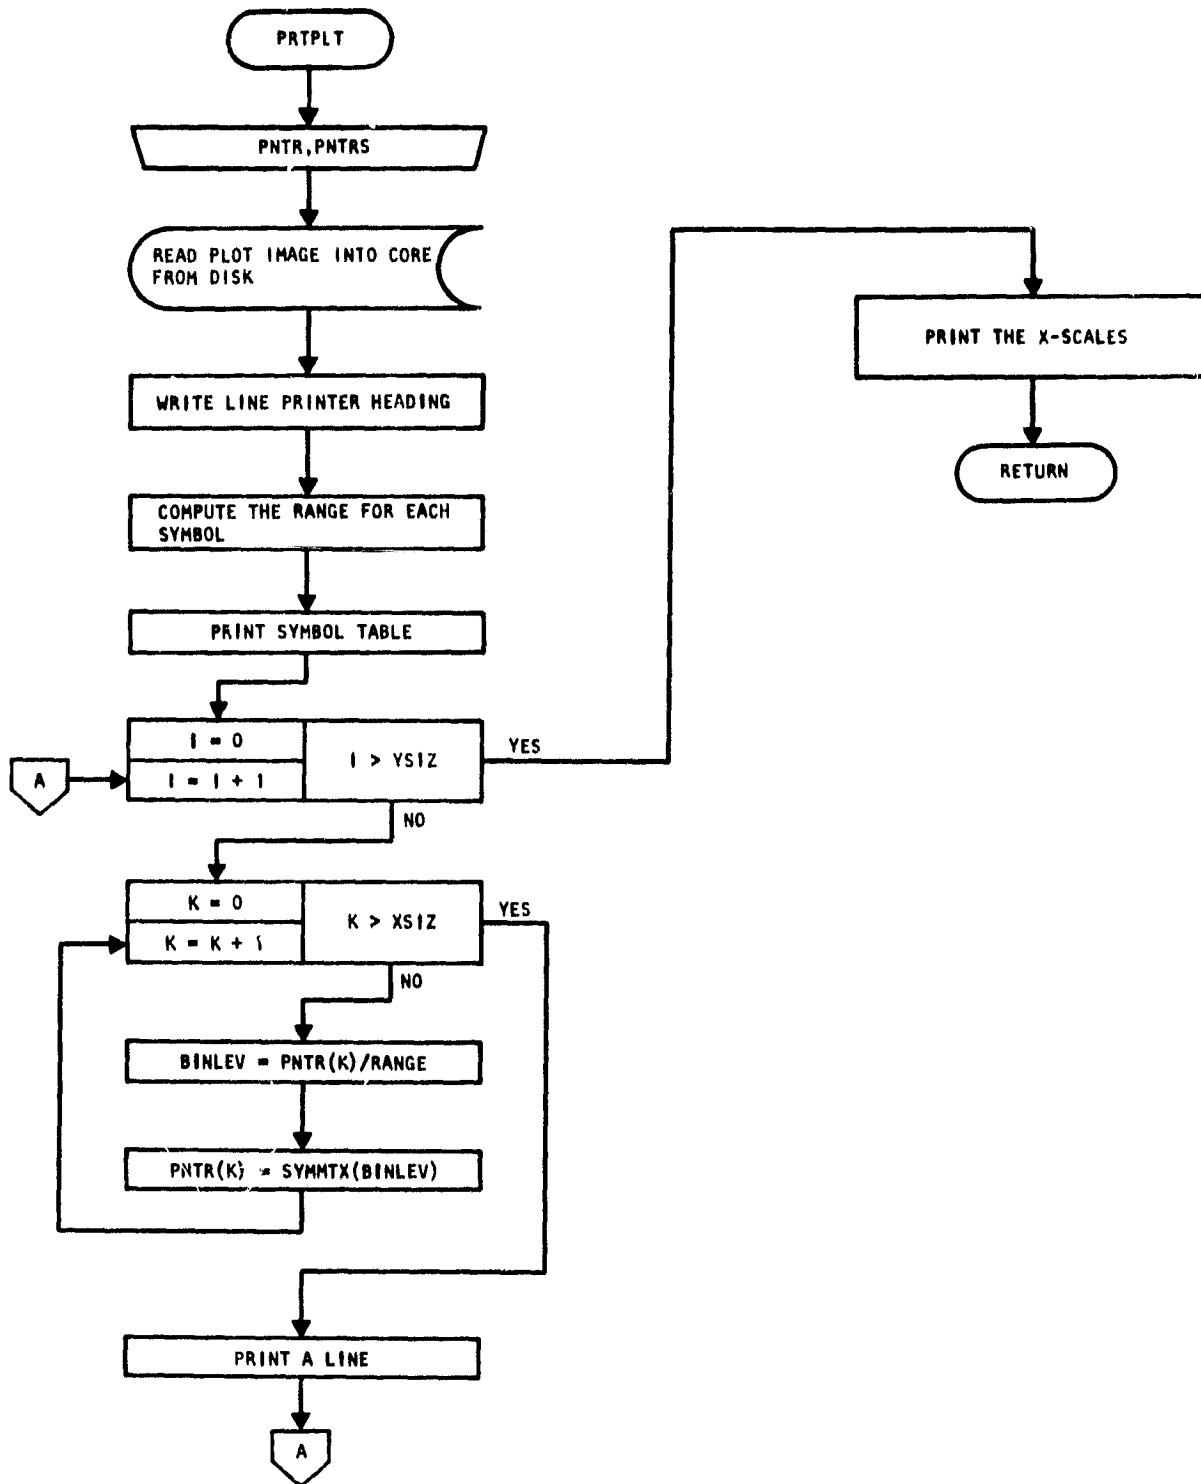 PRTPLT
PNTR,PNTRS
READ PLOT IMAGE INTO CORE
FROM DISK
WRITE LINE PRINTER HEADING
COMPUTE THE RANGE FOR EACH
SYMBOL
PRINT SYMBOL TABLE
I = 0
I = I + 1
I > YSIZ
YES
A
NO
K = 0
K = K + 1
K > XSIZ
YES
NO
BINLEV = PNTR(K)/RANGE
PNTR(K) = SYMMTX(BINLEV)
PRINT A LINE
A
PRINT THE X-SCALES
RETURN